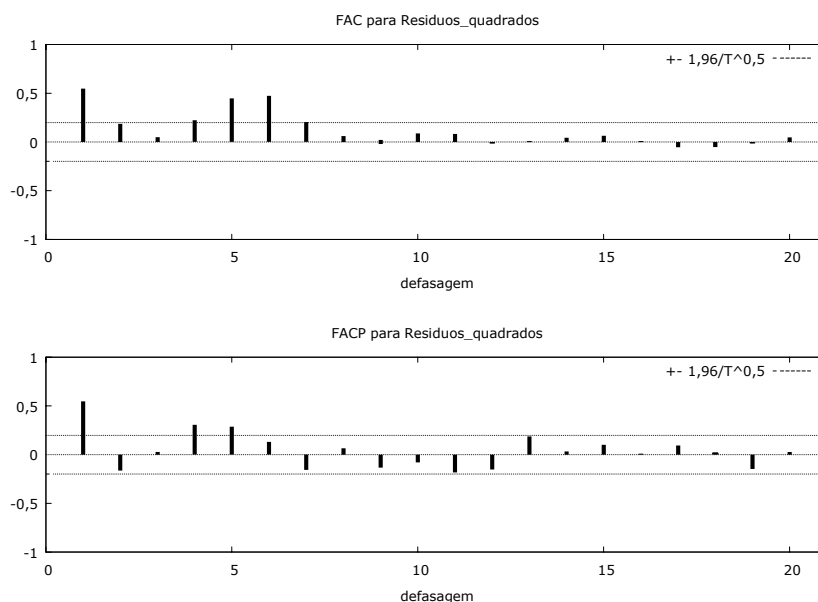 FAC para Residuos_quadrados
1
+- 1,96/T^0,5
0,5
0
-0,5
-1
0 5 10 15 20
defasagem
FACP para Residuos_quadrados
1
+- 1,96/T^0,5
0,5
0
-0,5
-1
0 5 10 15 20
defasagem